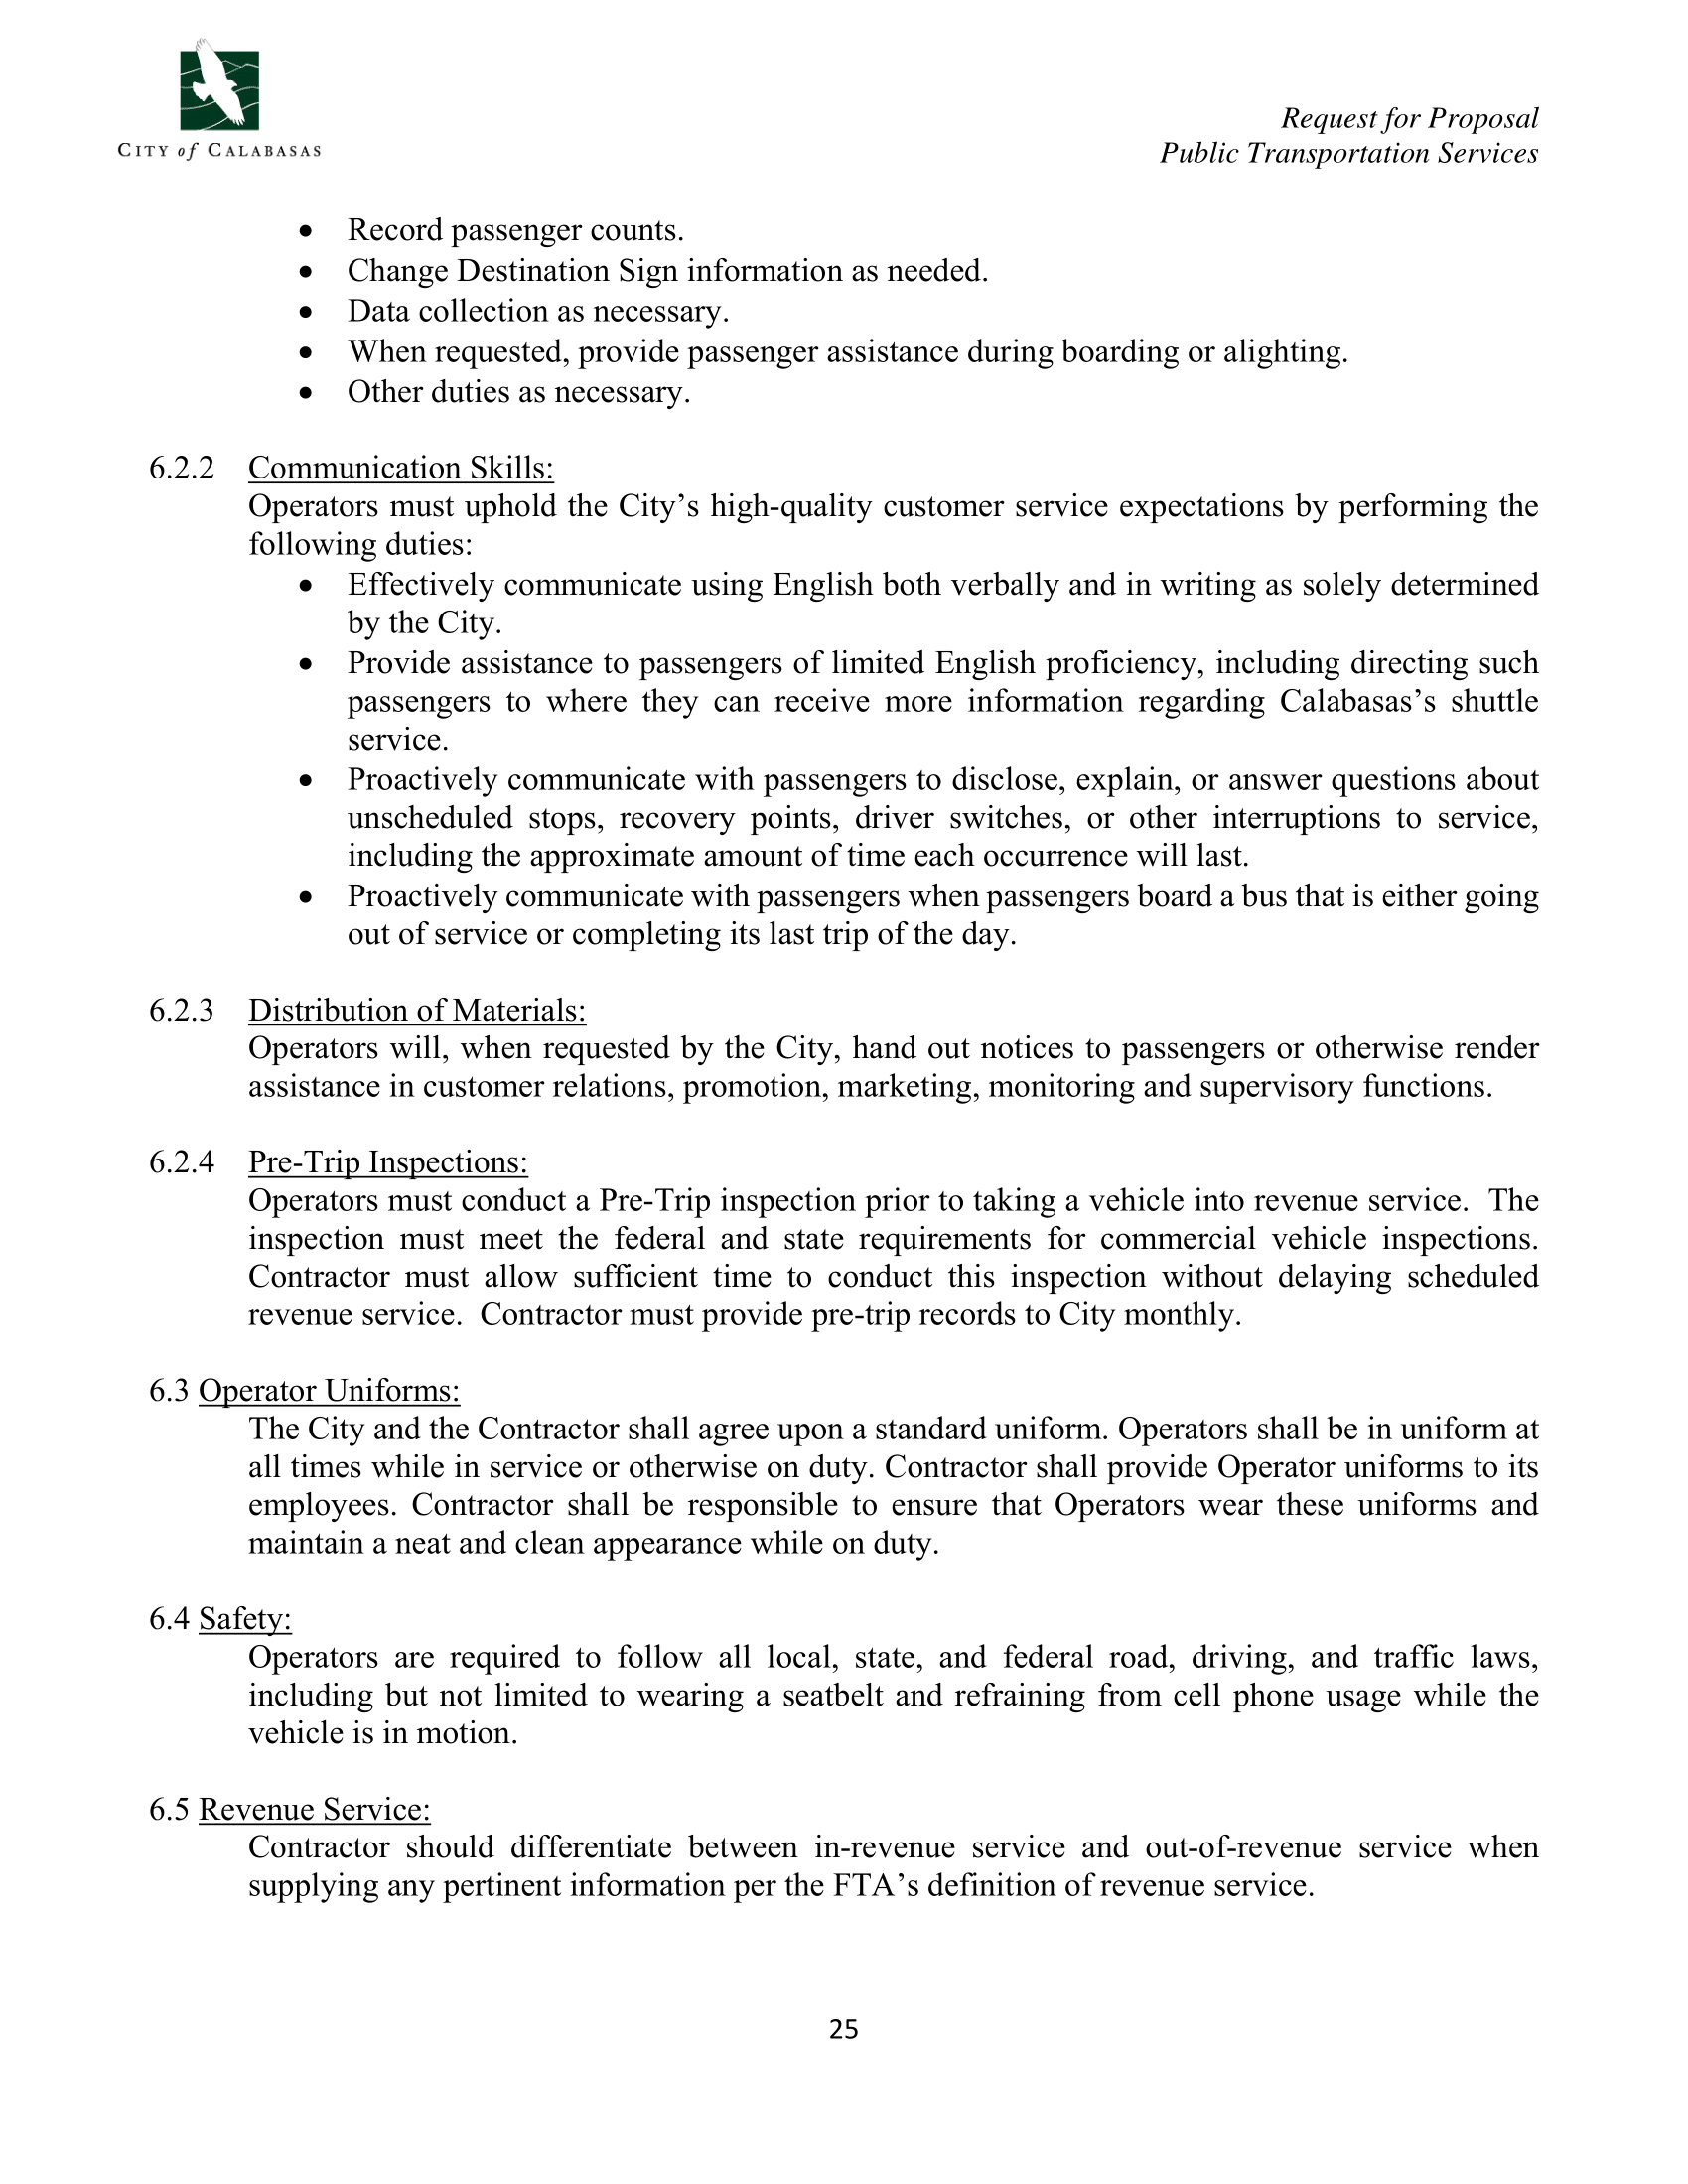 CITY of CALABASAS
Request for Proposal
Public Transportation Services
• Record passenger counts.
• Change Destination Sign information as needed.
• Data collection as necessary.
• When requested, provide passenger assistance during boarding or alighting.
• Other duties as necessary.
6.2.2 Communication Skills:
Operators must uphold the City’s high-quality customer service expectations by performing the
following duties:
• Effectively communicate using English both verbally and in writing as solely determined
by the City.
• Provide assistance to passengers of limited English proficiency, including directing such
passengers to where they can receive more information regarding Calabasas’s shuttle
service.
• Proactively communicate with passengers to disclose, explain, or answer questions about
unscheduled stops, recovery points, driver switches, or other interruptions to service,
including the approximate amount of time each occurrence will last.
• Proactively communicate with passengers when passengers board a bus that is either going
out of service or completing its last trip of the day.
6.2.3 Distribution of Materials:
Operators will, when requested by the City, hand out notices to passengers or otherwise render
assistance in customer relations, promotion, marketing, monitoring and supervisory functions.
6.2.4 Pre-Trip Inspections:
Operators must conduct a Pre-Trip inspection prior to taking a vehicle into revenue service. The
inspection must meet the federal and state requirements for commercial vehicle inspections.
Contractor must allow sufficient time to conduct this inspection without delaying scheduled
revenue service. Contractor must provide pre-trip records to City monthly.
6.3 Operator Uniforms:
The City and the Contractor shall agree upon a standard uniform. Operators shall be in uniform at
all times while in service or otherwise on duty. Contractor shall provide Operator uniforms to its
employees. Contractor shall be responsible to ensure that Operators wear these uniforms and
maintain a neat and clean appearance while on duty.
6.4 Safety:
Operators are required to follow all local, state, and federal road, driving, and traffic laws,
including but not limited to wearing a seatbelt and refraining from cell phone usage while the
vehicle is in motion.
6.5 Revenue Service:
Contractor should differentiate between in-revenue service and out-of-revenue service when
supplying any pertinent information per the FTA’s definition of revenue service.
25